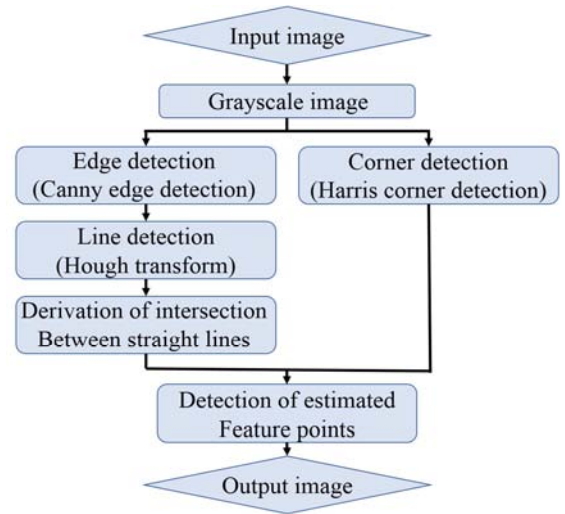 Input image
Grayscale image
Edge detection
(Canny edge detection)
Corner detection
(Harris corner detection)
Line detection
(Hough transform)
Derivation of intersection
Between straight lines
Detection of estimated
Feature points
Output image